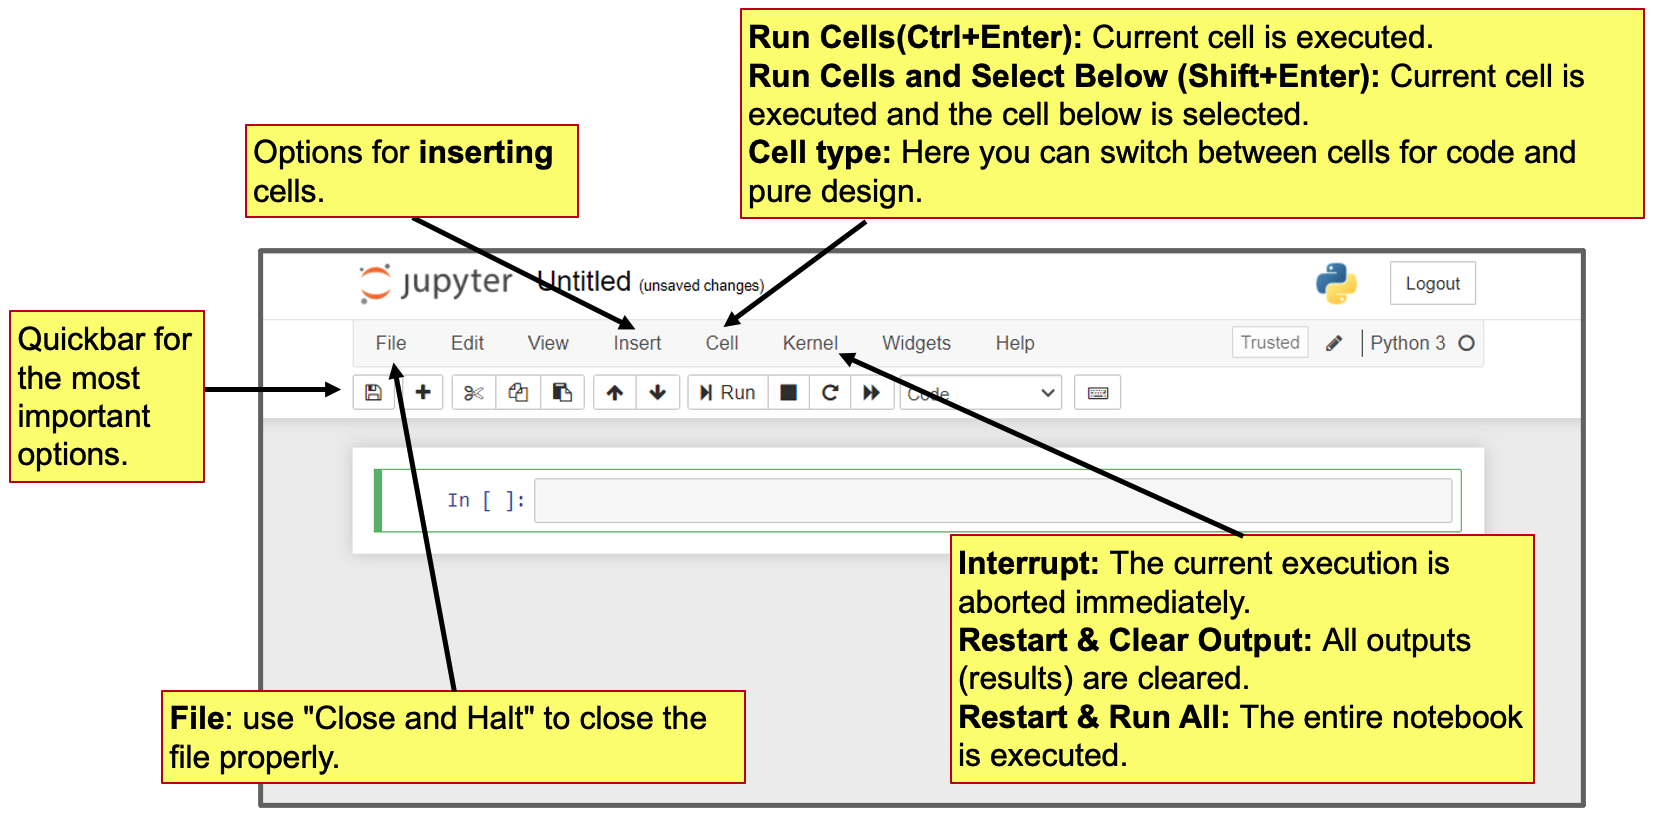 Run Cells(Ctrl+Enter): Current cell is executed.
Run Cells and Select Below (Shift+Enter): Current cell is
executed and the cell below is selected.
Cell type: Here you can switch between cells for code and
pure design.
Options for inserting
cells.
jupyter Untitled (unsaved changes)
Logout
Quickbar for
the most
important
options.
File Edit View Insert Cell Kernel Widgets Help Trusted Python 3
Run Code
In [ ]:
Interrupt: The current execution is
aborted immediately.
Restart & Clear Output: All outputs
(results) are cleared.
Restart & Run All: The entire notebook
is executed.
File: use "Close and Halt" to close the
file properly.